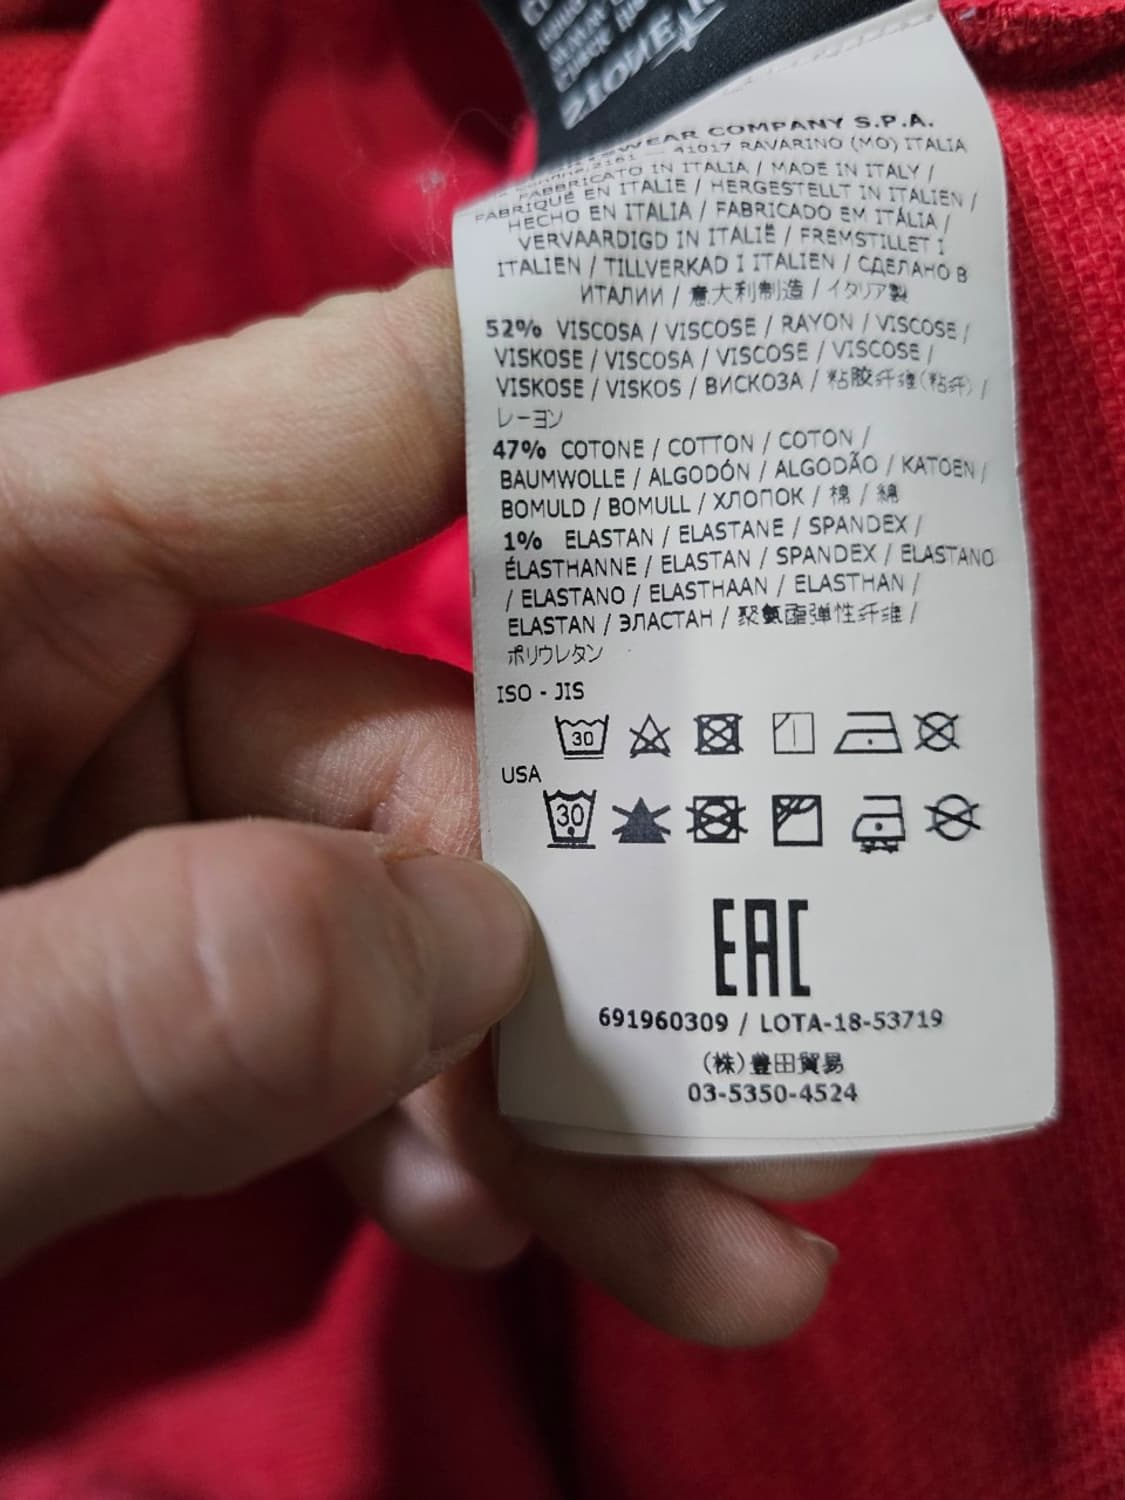 STONE
WEAR COMPANY S.P.A.
41017 RAVARINO (MO) ITALIA
FABBRICATO IN ITALIA / MADE IN ITALY /
FABRIQUÉ EN ITALIE / HERGESTELLT IN ITALIEN /
HECHO EN ITALIA / FABRICADO EM ITÁLIA /
VERVAARDIGD IN ITALIË / FREMSTILLET I
ITALIEN / TILLVERKAD I ITALIEN / СДЕЛАНО В
ИТАЛИИ / 意大利制造 / イタリア製
52% VISCOSA / VISCOSE / RAYON / VISCOSE /
VISKOSE / VISCOSA / VISCOSE / VISCOSE /
VISKOSE / VISKOS / ВИСКОЗА / 粘胶纤维(粘纤) /
レーヨン
47% COTONE / COTTON / COTON /
BAUMWOLLE / ALGODÓN / ALGODÃO / KATOEN /
BOMULD / BOMULL / ХЛОПОК / 棉 / 綿
1% ELASTAN / ELASTANE / SPANDEX /
ÉLASTHANNE / ELASTAN / SPANDEX / ELASTANO
/ ELASTANO / ELASTHAAN / ELASTHAN /
ELASTAN / ЭЛАСТАН / 聚氨酯弹性纤维 /
ポリウレタン
ISO - JIS
30
USA
30
EAC
691960309 / LOTA-18-53719
(株)豊田貿易
03-5350-4524